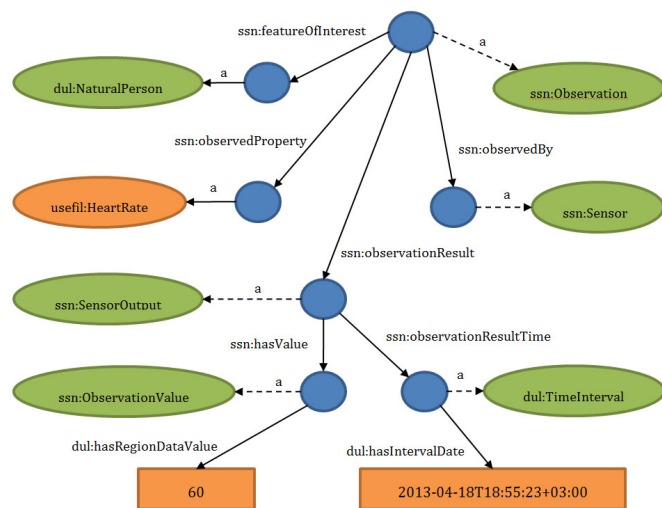 ssn:featureOfInterest
a
a
dul:NaturalPerson
ssn:Observation
ssn:observedProperty
ssn:observedBy
a
a
usefil:HeartRate
ssn:Sensor
ssn:observationResult
a
ssn:SensorOutput
ssn:hasValue
ssn:observationResultTime
a
a
ssn:ObservationValue
dul:TimeInterval
dul:hasRegionDataValue
dul:hasIntervalDate
60
2013-04-18T18:55:23+03:00